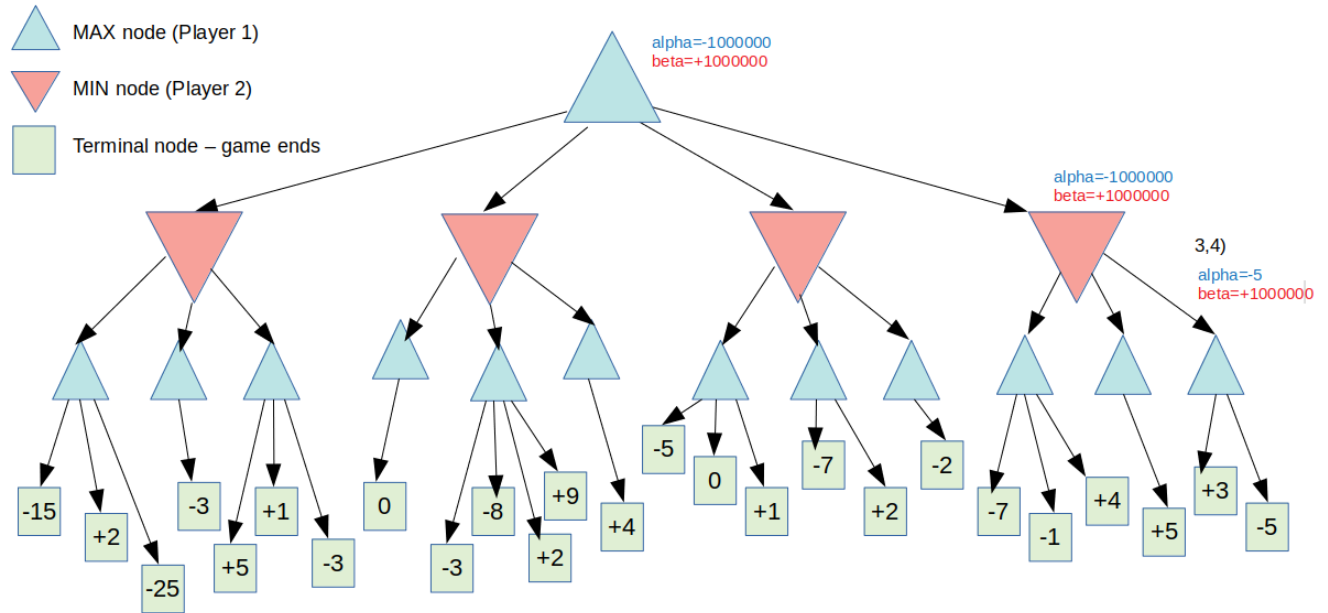 MAX node (Player 1)
alpha=-1000000
beta=+1000000
MIN node (Player 2)
Terminal node – game ends
alpha=-1000000
beta=+1000000
3,4)
alpha=-5
beta=+1000000
-15
+2
-25
-3
+5
+1
-3
0
-3
-8
+2
+9
+4
-5
0
+1
-7
+2
-2
-7
-1
+4
+5
+3
-5